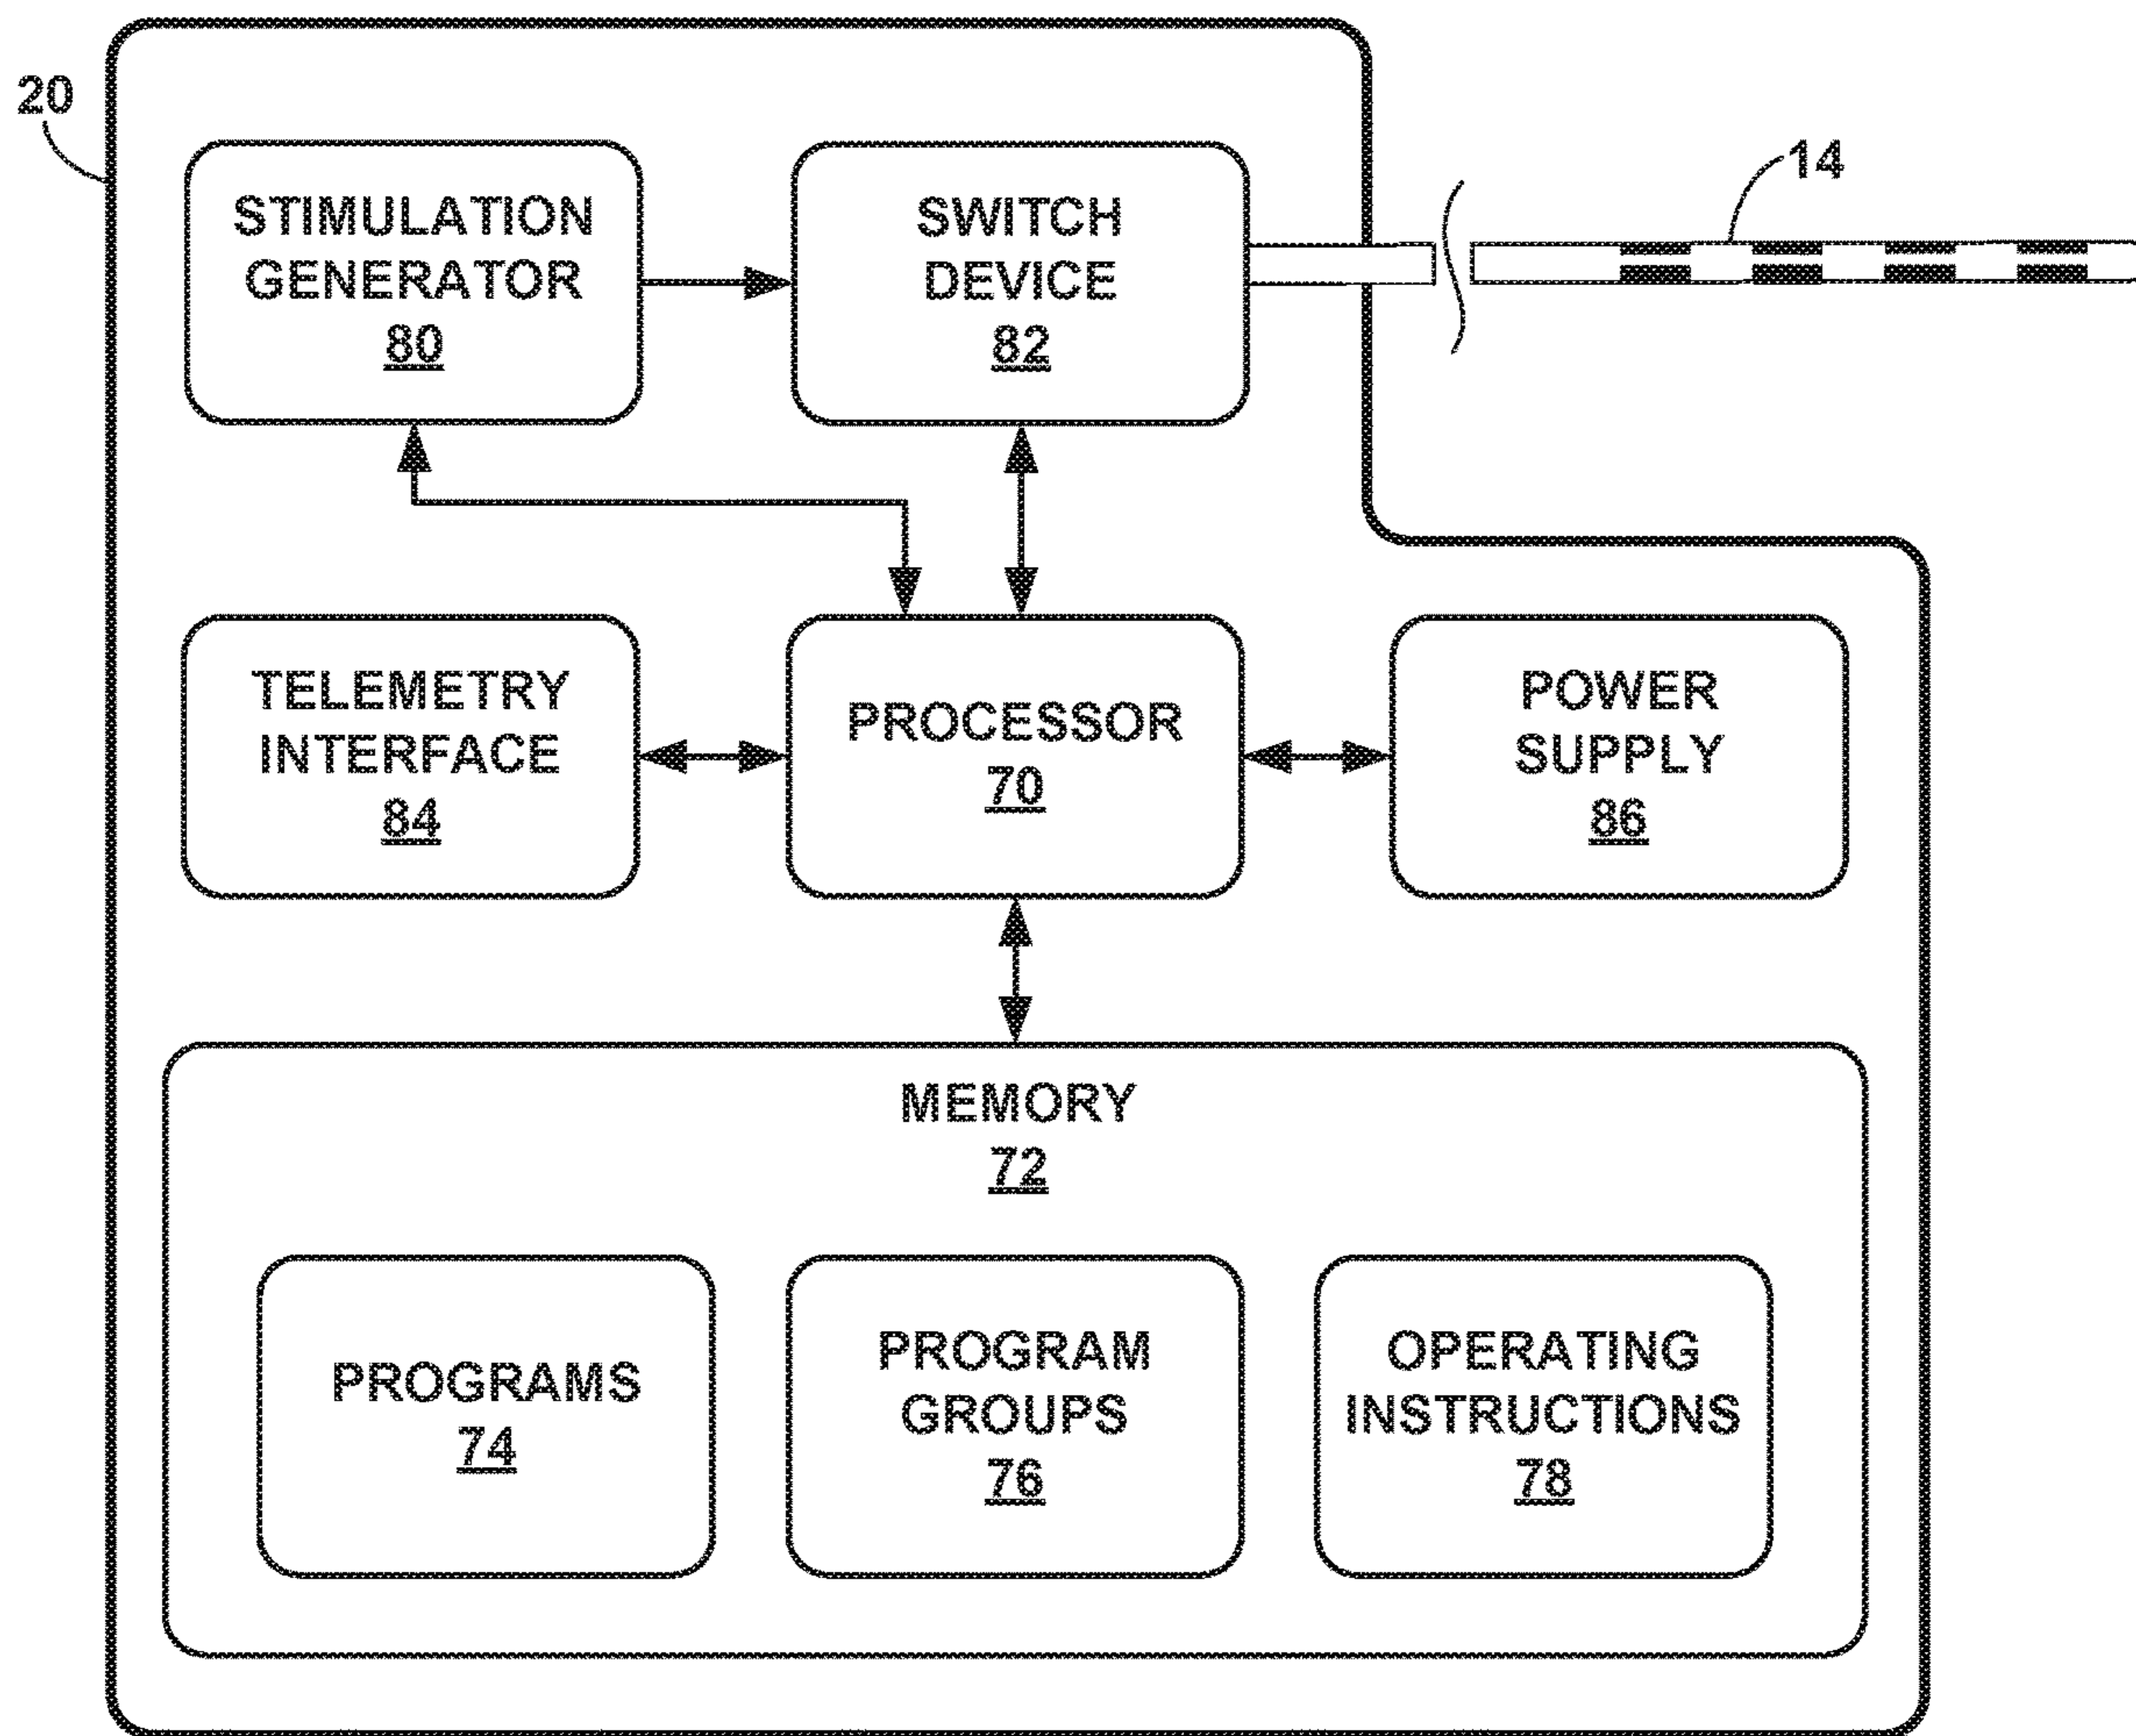 20
14
STIMULATION
GENERATOR
80
SWITCH
DEVICE
82
TELEMETRY
INTERFACE
84
PROCESSOR
70
POWER
SUPPLY
86
MEMORY
72
PROGRAMS
74
PROGRAM
GROUPS
76
OPERATING
INSTRUCTIONS
78